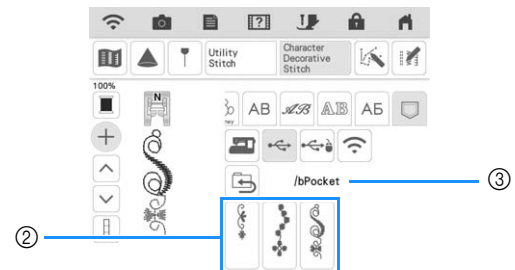 Utility
Stitch
Character
Decorative
Stitch
100%
N
AB
AB
AB
АБ
/bPocket
③
②